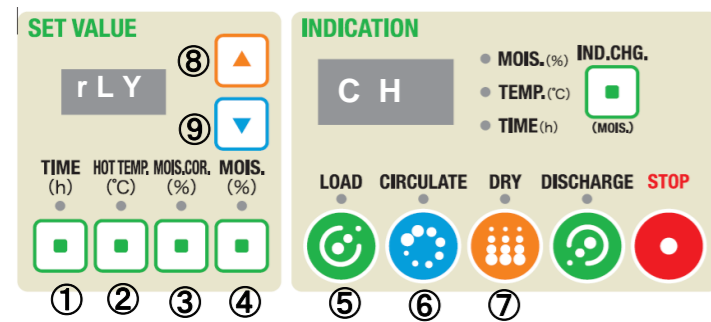 SET VALUE
⑧
rLY
⑨
TIME (h)
HOT TEMP. (℃)
MOIS.COR. (%)
MOIS. (%)
① ② ③ ④
INDICATION
C H
MOIS.(%)
TEMP.(℃)
TIME(h)
IND.CHG.
(MOIS.)
LOAD CIRCULATE DRY DISCHARGE STOP
⑤ ⑥ ⑦